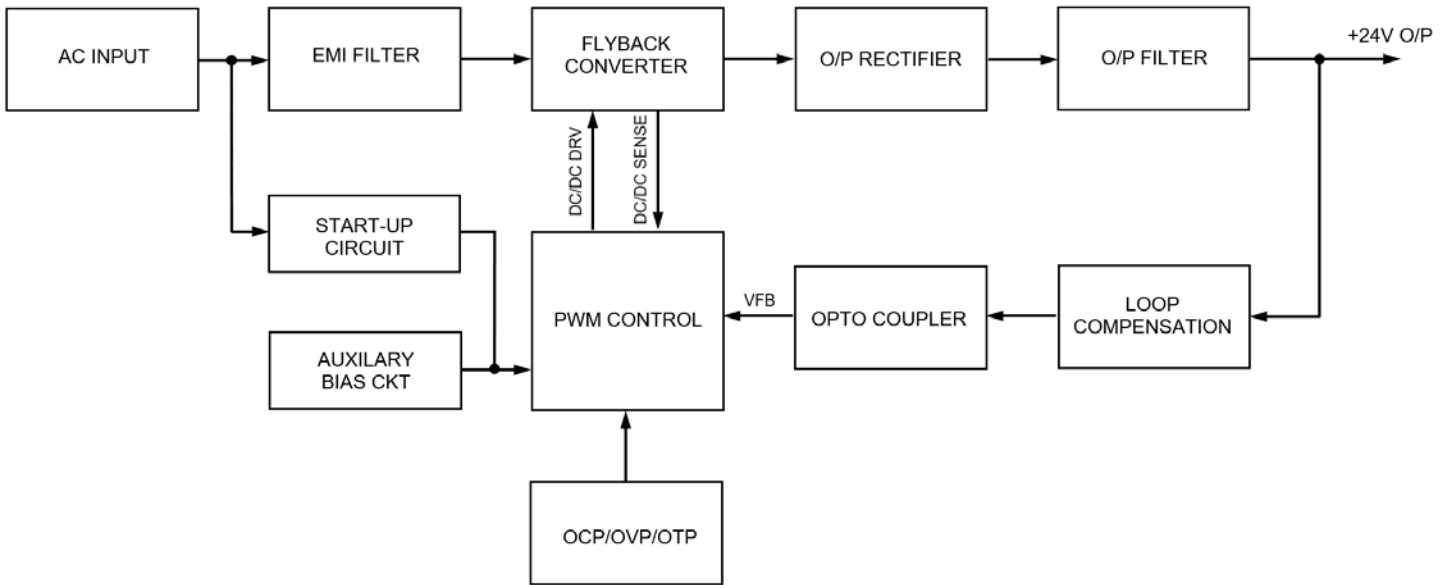 AC INPUT
EMI FILTER
FLYBACK
CONVERTER
O/P RECTIFIER
O/P FILTER
+24V O/P
DC/DC DRV
DC/DC SENSE
START-UP
CIRCUIT
AUXILARY
BIAS CKT
PWM CONTROL
VFB
OPTO COUPLER
LOOP
COMPENSATION
OCP/OVP/OTP